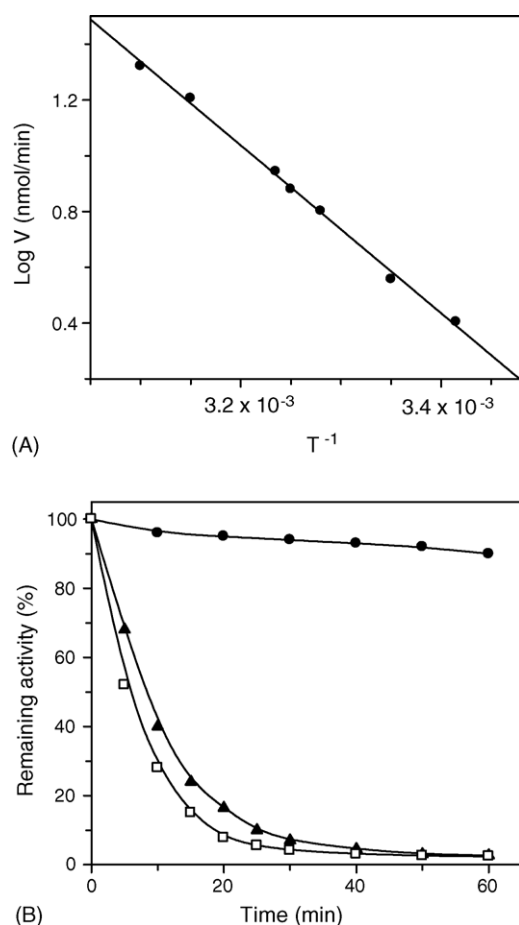 1.2
0.8
0.4
Log V (nmol/min)
3.2 x 10⁻³ 3.4 x 10⁻³
T⁻¹
(A)
100
80
60
40
20
0
Remaining activity (%)
0 20 40 60
Time (min)
(B)